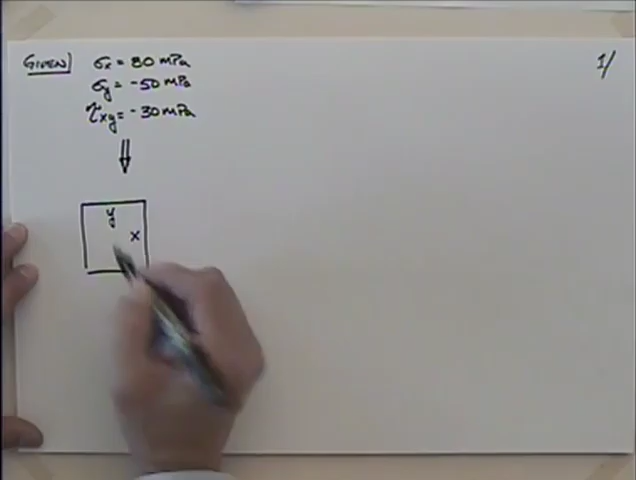 GIVEN] σx = 80 mPa
σy = -50 mPa
τxy = -30 mPa
1/
y
x